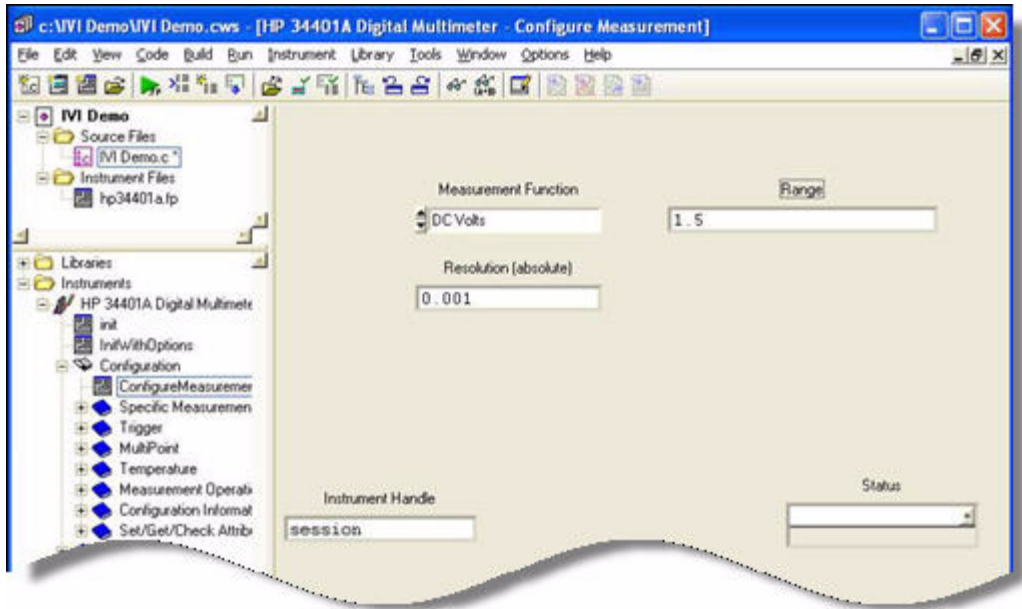 c:\IVI Demo\IVI Demo.cws - [HP 34401A Digital Multimeter - Configure Measurement]
File Edit View Code Build Run Instrument Library Tools Window Options Help
IVI Demo
Source Files
IVI Demo.c *
Instrument Files
hp34401a.fp
Libraries
Instruments
HP 34401A Digital Multimete
init
InitWithOptions
Configuration
ConfigureMeasuremer
Specific Measuremen
Trigger
MultiPoint
Temperature
Measurement Operati
Configuration Informat
Set/Get/Check Attrib
Measurement Function
DC Volts
Range
1.5
Resolution (absolute)
0.001
Instrument Handle
session
Status